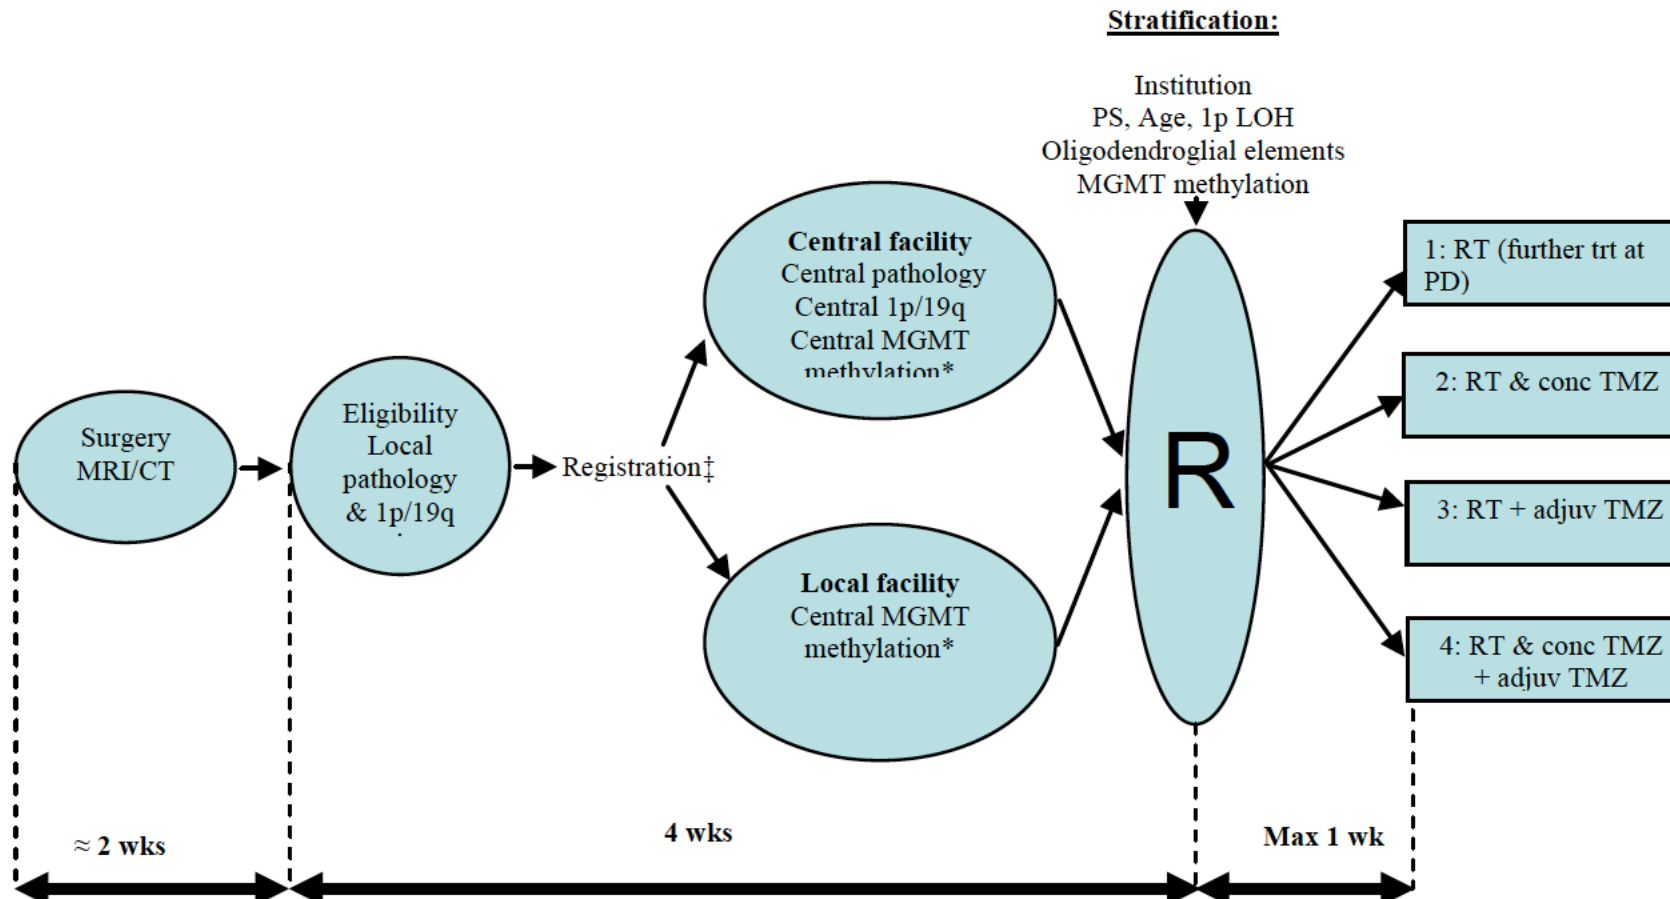 Stratification:
Institution
PS, Age, 1p LOH
Oligodendroglial elements
MGMT methylation
Surgery
MRI/CT
Eligibility
Local
pathology
& 1p/19q
Registration‡
Central facility
Central pathology
Central 1p/19q
Central MGMT
methylation*
Local facility
Central MGMT
methylation*
R
1: RT (further trt at
PD)
2: RT & conc TMZ
3: RT + adjuv TMZ
4: RT & conc TMZ
+ adjuv TMZ
≈ 2 wks
4 wks
Max 1 wk